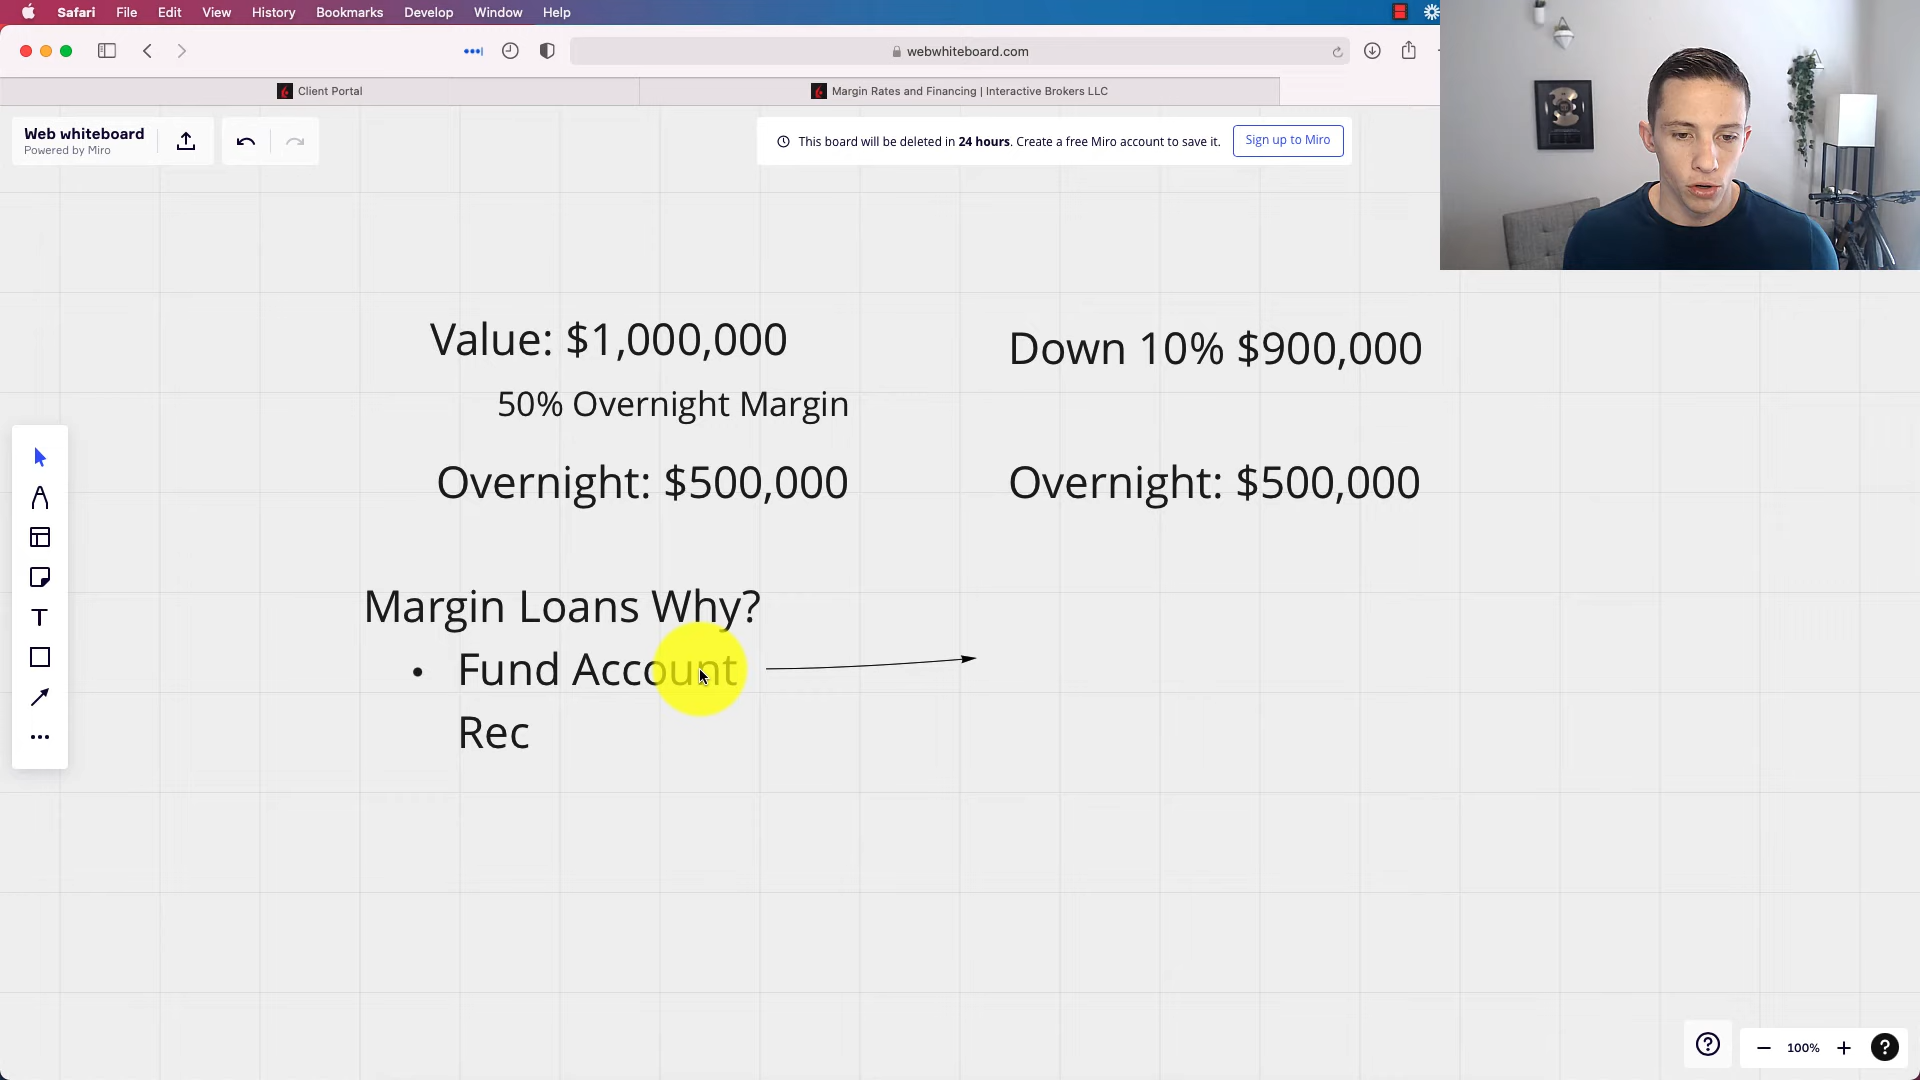 Safari File Edit View History Bookmarks Develop Window Help
webwhiteboard.com
Client Portal
Margin Rates and Financing | Interactive Brokers LLC
Web whiteboard
Powered by Miro
This board will be deleted in 24 hours. Create a free Miro account to save it.
Sign up to Miro
Value: $1,000,000
Down 10% $900,000
50% Overnight Margin
Overnight: $500,000
Overnight: $500,000
Margin Loans Why?
• Fund Account
Rec
T
100%